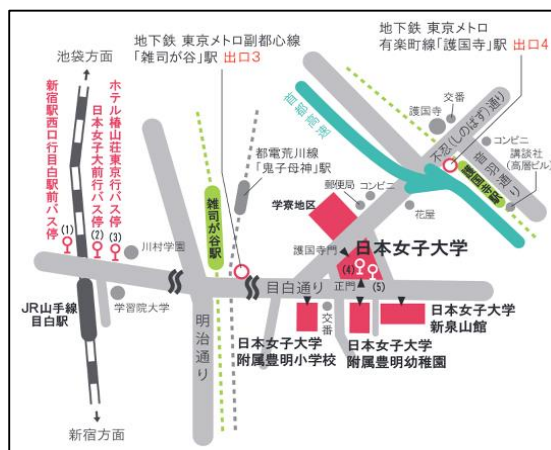 池袋方面
新宿駅西口行目白駅前バス停
日本女子大前行バス停
ホテル椿山荘東京行バス停
(1)
(2)
(3)
川村学園
学習院大学
JR山手線
目白駅
新宿方面
地下鉄 東京メトロ副都心線
「雑司が谷」駅 出口3
都電荒川線
「鬼子母神」駅
雑司が谷駅
明治通り
目白通り
地下鉄 東京メトロ
有楽町線「護国寺」駅 出口4
首都高速
交番
護国寺
不忍(しのばず)通り
音羽通り
コンビニ
講談社
(高層ビル)
護国寺駅
郵便局
コンビニ
学寮地区
花屋
護国寺門
日本女子大学
(4)
(5)
正門
日本女子大学
附属豊明小学校
交番
日本女子大学
附属豊明幼稚園
日本女子大学
新泉山館